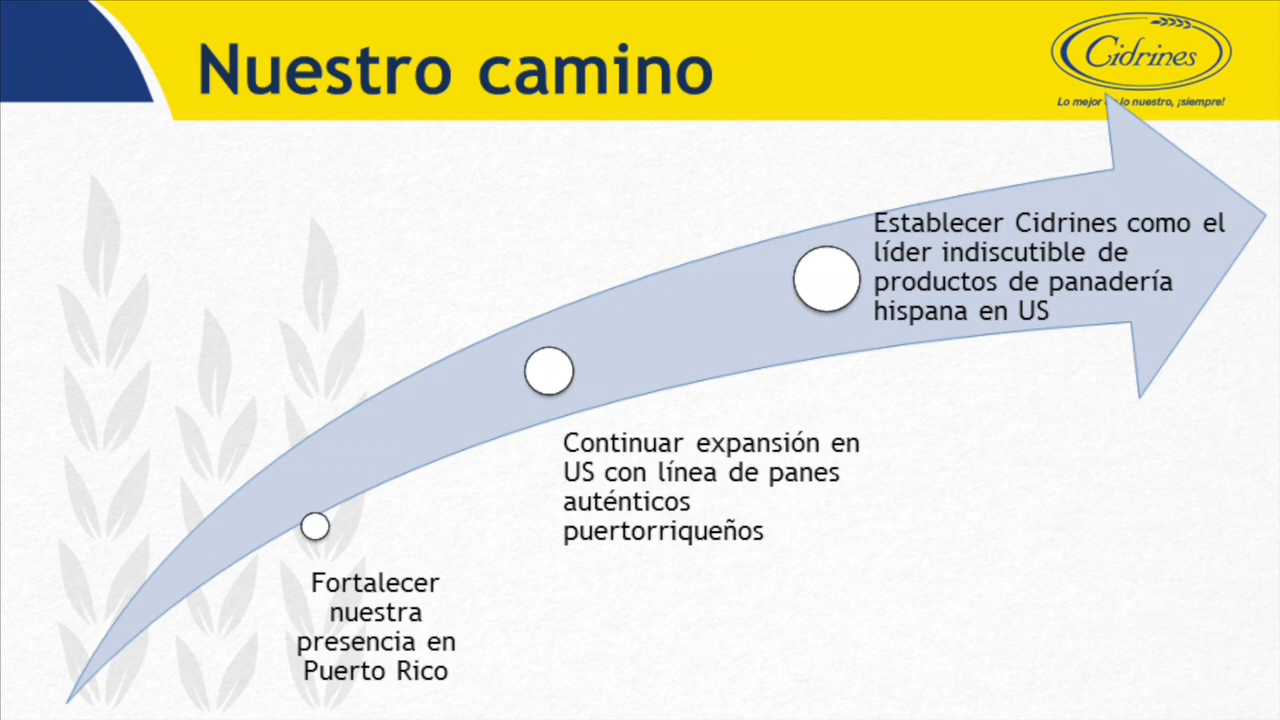 Nuestro camino
Cidrines
Lo mejor lo nuestro, ¡siempre!
Establecer Cidrines como el
líder indiscutible de
productos de panadería
hispana en US
Continuar expansión en
US con línea de panes
auténticos
puertorriqueños
Fortalecer
nuestra
presencia en
Puerto Rico